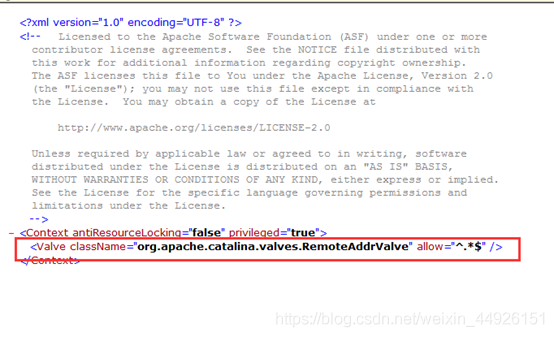 <?xml version="1.0" encoding="UTF-8" ?>
<!-- Licensed to the Apache Software Foundation (ASF) under one or more
contributor license agreements. See the NOTICE file distributed with
this work for additional information regarding copyright ownership.
The ASF licenses this file to You under the Apache License, Version 2.0
(the "License"); you may not use this file except in compliance with
the License. You may obtain a copy of the License at
http://www.apache.org/licenses/LICENSE-2.0
Unless required by applicable law or agreed to in writing, software
distributed under the License is distributed on an "AS IS" BASIS,
WITHOUT WARRANTIES OR CONDITIONS OF ANY KIND, either express or implied.
See the License for the specific language governing permissions and
limitations under the License.
-->
- <Context antiResourceLocking="false" privileged="true">
<Valve className="org.apache.catalina.valves.RemoteAddrValve" allow="^.*$" />
</Context>
https://blog.csdn.net/weixin_44926151